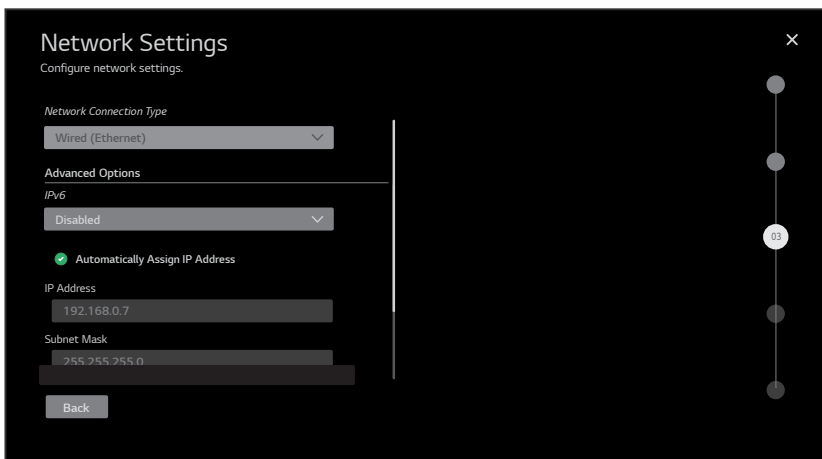 Network Settings
Configure network settings.
Network Connection Type
Wired (Ethernet)
Advanced Options
IPv6
Disabled
Automatically Assign IP Address
IP Address
192.168.0.7
Subnet Mask
255.255.255.0
Back
03